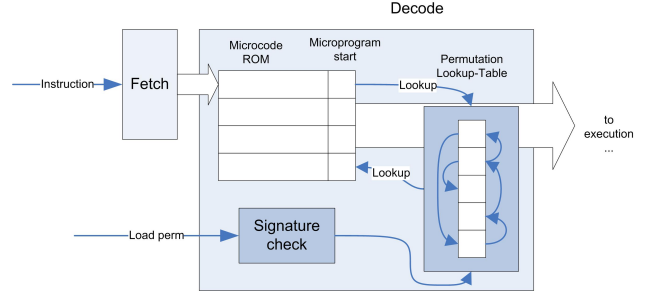 Decode
Microcode
ROM
Microprogram
start
Permutation
Lookup-Table
Instruction
Fetch
Lookup
to
execution
...
Lookup
Load perm
Signature
check